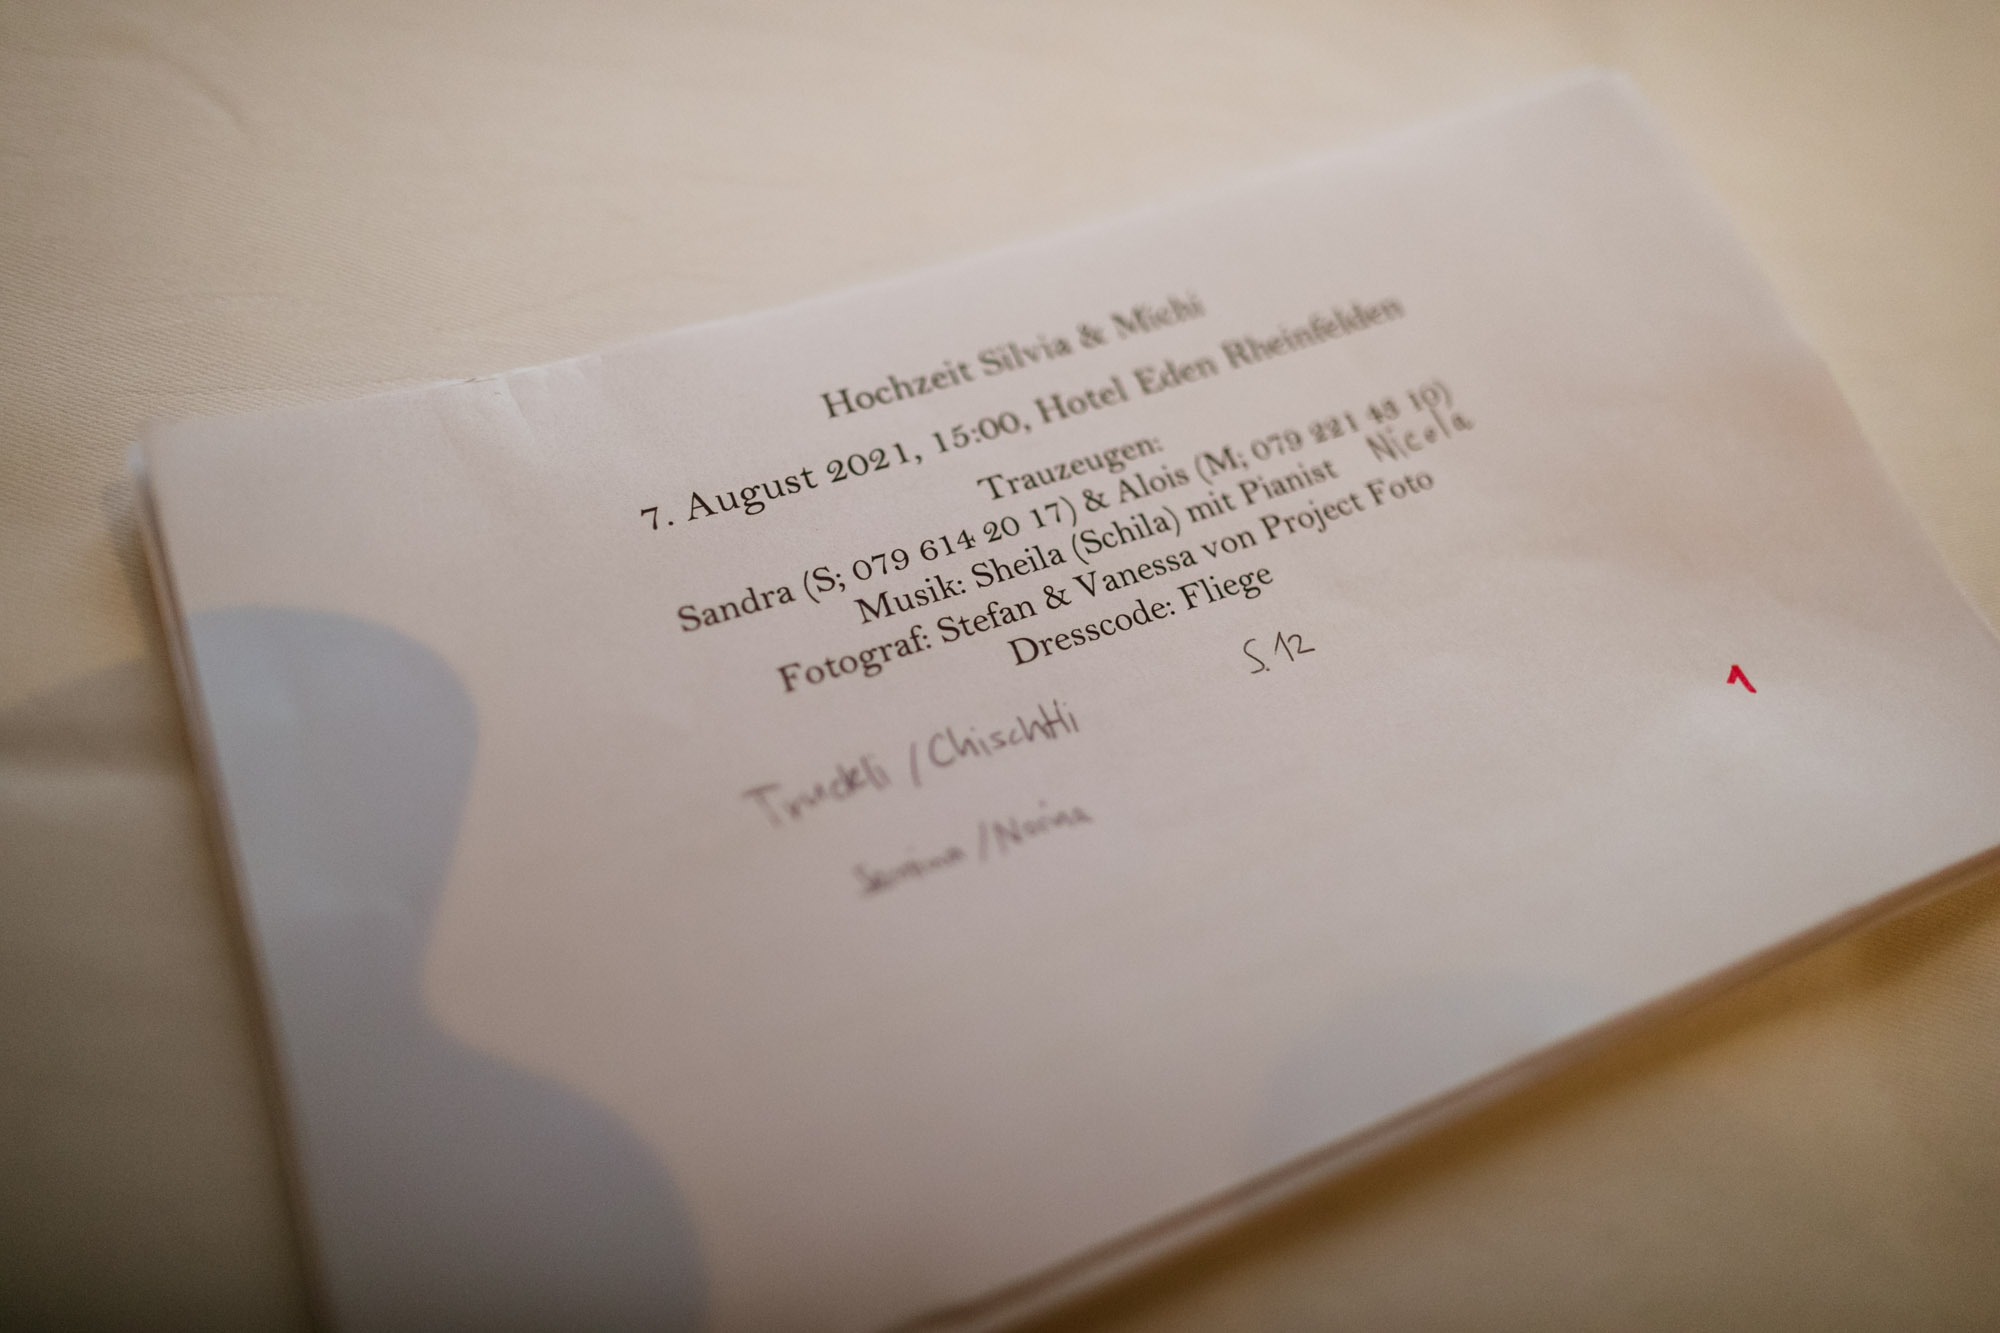 Hochzeit Silvia & Michi
7. August 2021, 15:00, Hotel Eden Rheinfelden
Trauzeugen:
Sandra (S; 079 614 20 17) & Alois (M; 079 221 43 10)
Musik: Sheila (Schila) mit Pianist Nicola
Fotograf: Stefan & Vanessa von Project Foto
Dresscode: Fliege
S. 12
1
Truckli / Chischtli
/ Norina